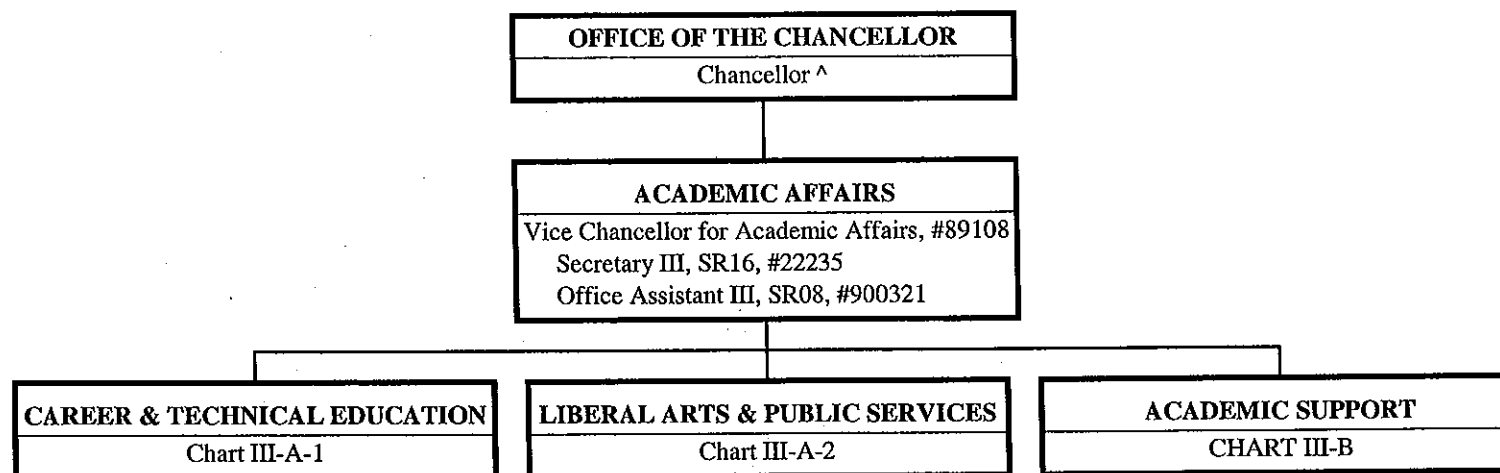 OFFICE OF THE CHANCELLOR
Chancellor ^
ACADEMIC AFFAIRS
Vice Chancellor for Academic Affairs, #89108
Secretary III, SR16, #22235
Office Assistant III, SR08, #900321
CAREER & TECHNICAL EDUCATION
Chart III-A-1
LIBERAL ARTS & PUBLIC SERVICES
Chart III-A-2
ACADEMIC SUPPORT
CHART III-B